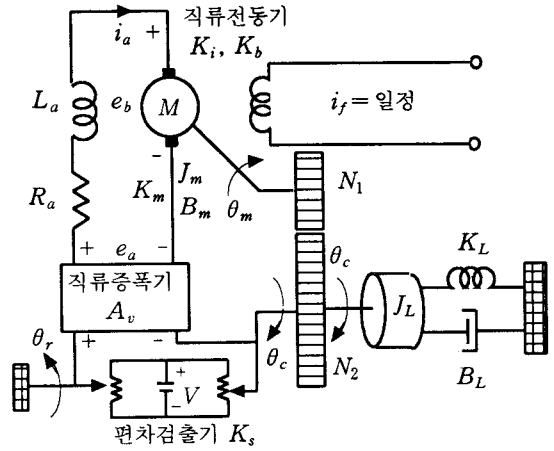 직류전동기
K_i, K_b
i_a +
L_a
e_b
M
i_f = 일정
−
K_m
J_m
B_m
θ_m
N_1
R_a
+ e_a −
직류증폭기
A_v
+ −
θ_c
K_L
J_L
θ_r
θ_c
N_2
B_L
+
V
−
편차검출기 K_s